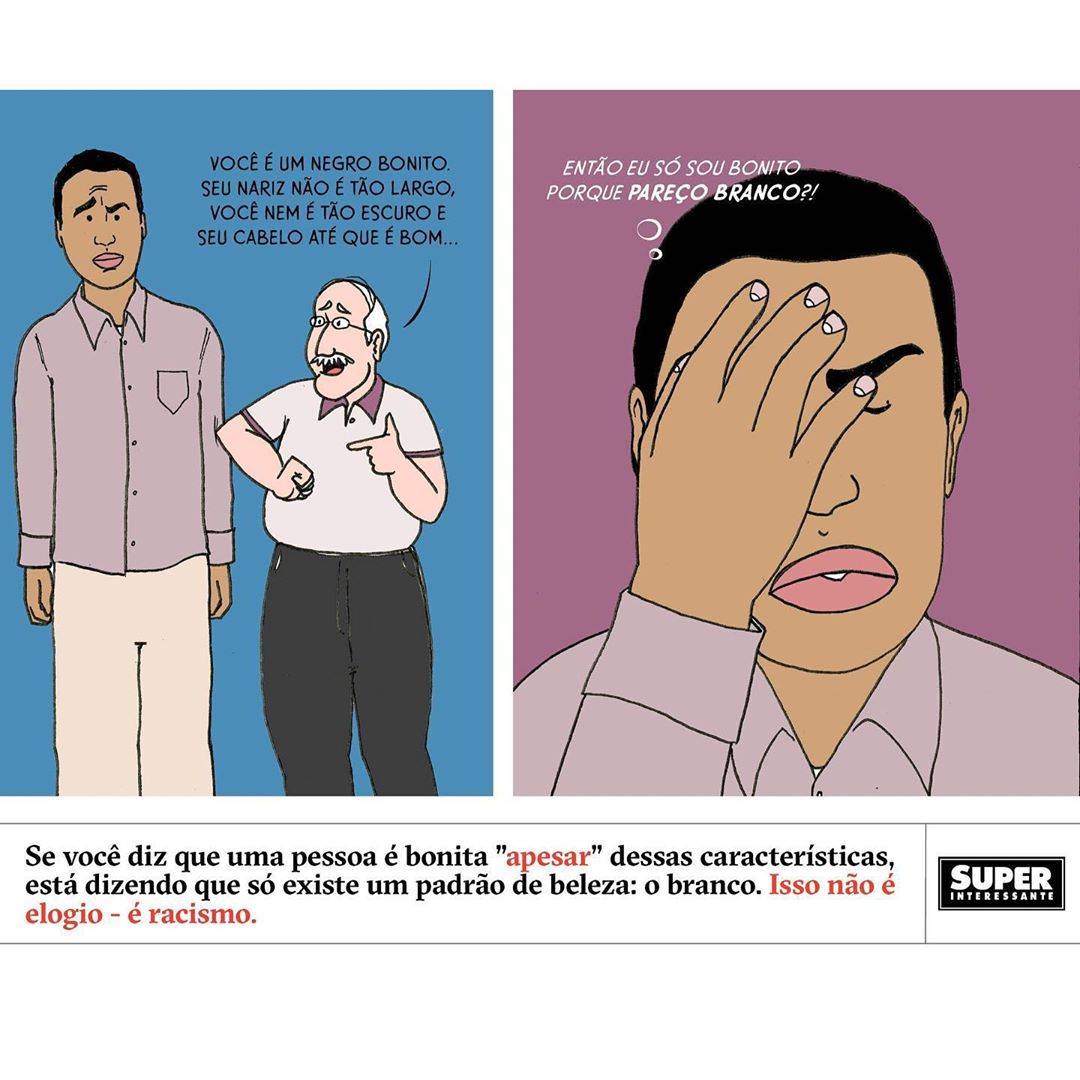 VOCÊ É UM NEGRO BONITO.
SEU NARIZ NÃO É TÃO LARGO,
VOCÊ NEM É TÃO ESCURO E
SEU CABELO ATÉ QUE É BOM...
ENTÃO EU SÓ SOU BONITO
PORQUE PAREÇO BRANCO?!
Se você diz que uma pessoa é bonita "apesar" dessas características,
está dizendo que só existe um padrão de beleza: o branco. Isso não é
elogio - é racismo.
SUPER
INTERESSANTE